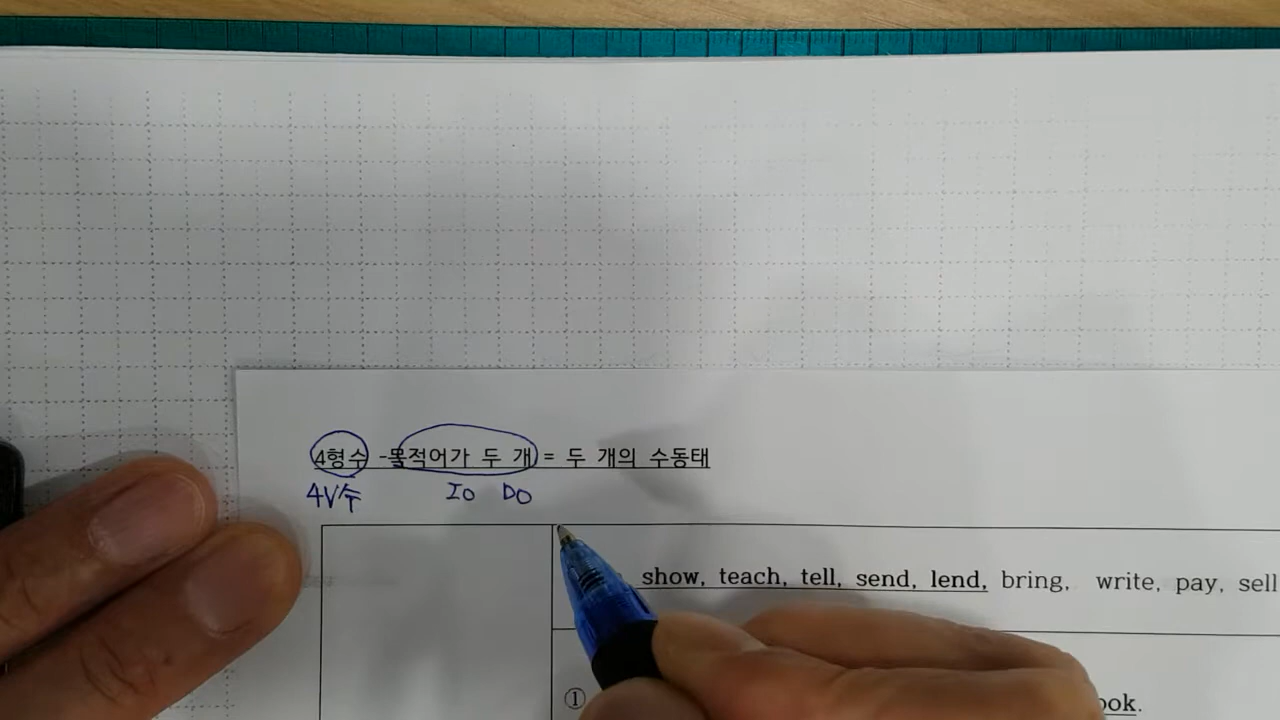 4형수 -목적어가 두 개 = 두 개의 수동태
4V수 IO DO
show, teach, tell, send, lend, bring, write, pay, sell
①
ook.